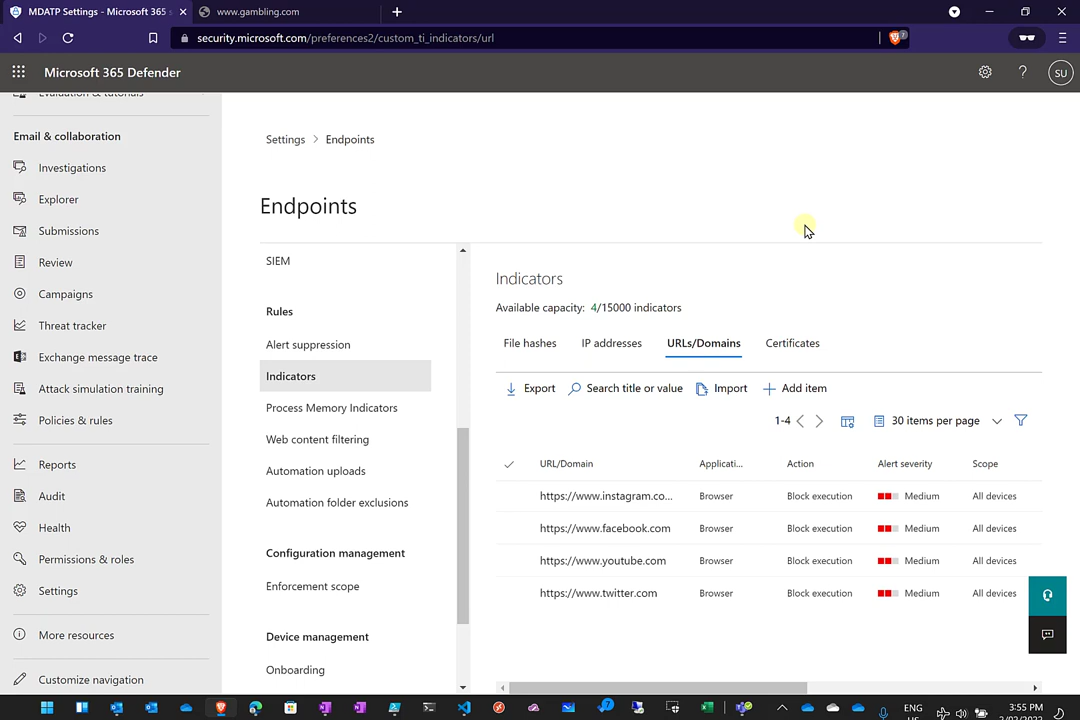 MDATP Settings - Microsoft 365
www.gambling.com
security.microsoft.com/preferences2/custom_ti_indicators/url
Microsoft 365 Defender
SU
Evaluation & tutorials
Email & collaboration
Investigations
Explorer
Submissions
Review
Campaigns
Threat tracker
Exchange message trace
Attack simulation training
Policies & rules
Reports
Audit
Health
Permissions & roles
Settings
More resources
Customize navigation
Settings > Endpoints
Endpoints
SIEM
Rules
Alert suppression
Indicators
Process Memory Indicators
Web content filtering
Automation uploads
Automation folder exclusions
Configuration management
Enforcement scope
Device management
Onboarding
Indicators
Available capacity: 4/15000 indicators
File hashes IP addresses URLs/Domains Certificates
Export Search title or value Import Add item
1-4 30 items per page
URL/Domain Applicati... Action Alert severity Scope
https://www.instagram.co... Browser Block execution Medium All devices
https://www.facebook.com Browser Block execution Medium All devices
https://www.youtube.com Browser Block execution Medium All devices
https://www.twitter.com Browser Block execution Medium All devices
ENG
US
3:55 PM